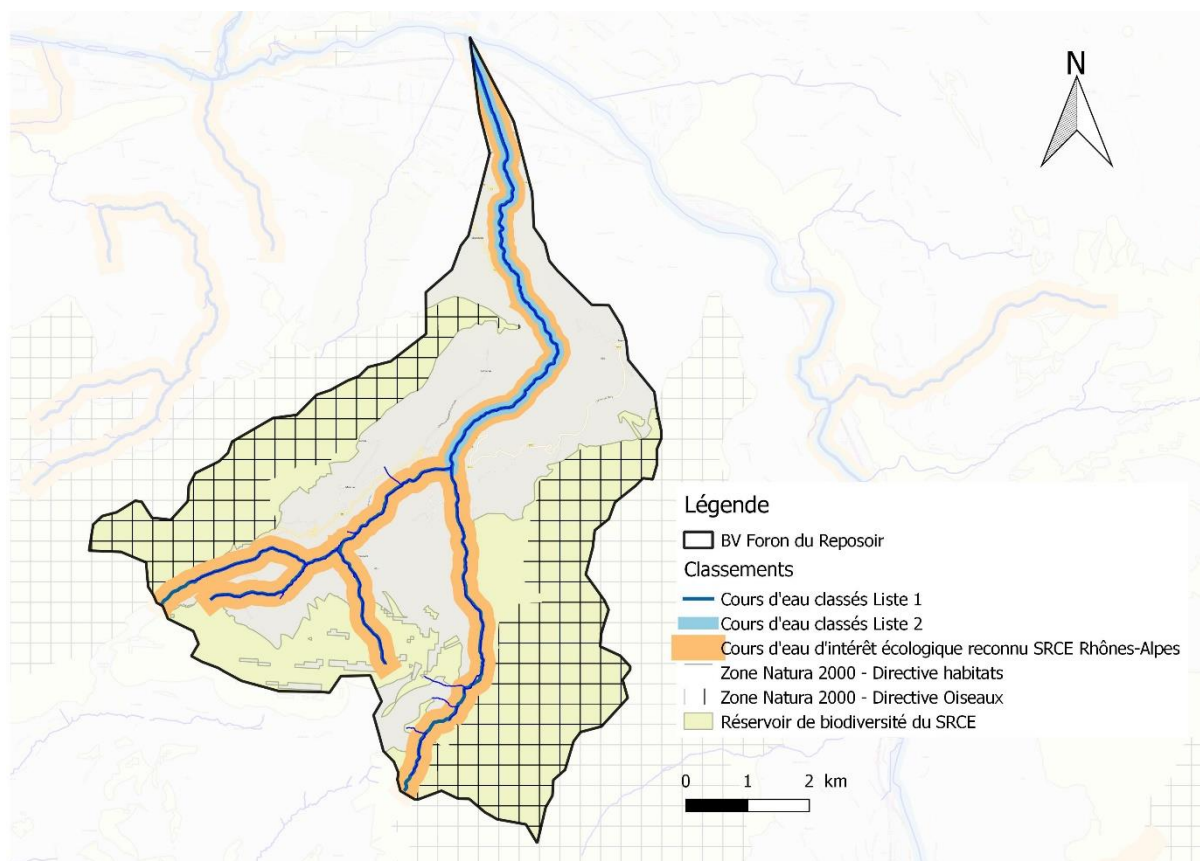 N
Légende
BV Foron du Reposoir
Classements
Cours d'eau classés Liste 1
Cours d'eau classés Liste 2
Cours d'eau d'intérêt écologique reconnu SRCE Rhônes-Alpes
Zone Natura 2000 - Directive habitats
Zone Natura 2000 - Directive Oiseaux
Réservoir de biodiversité du SRCE
0 1 2 km